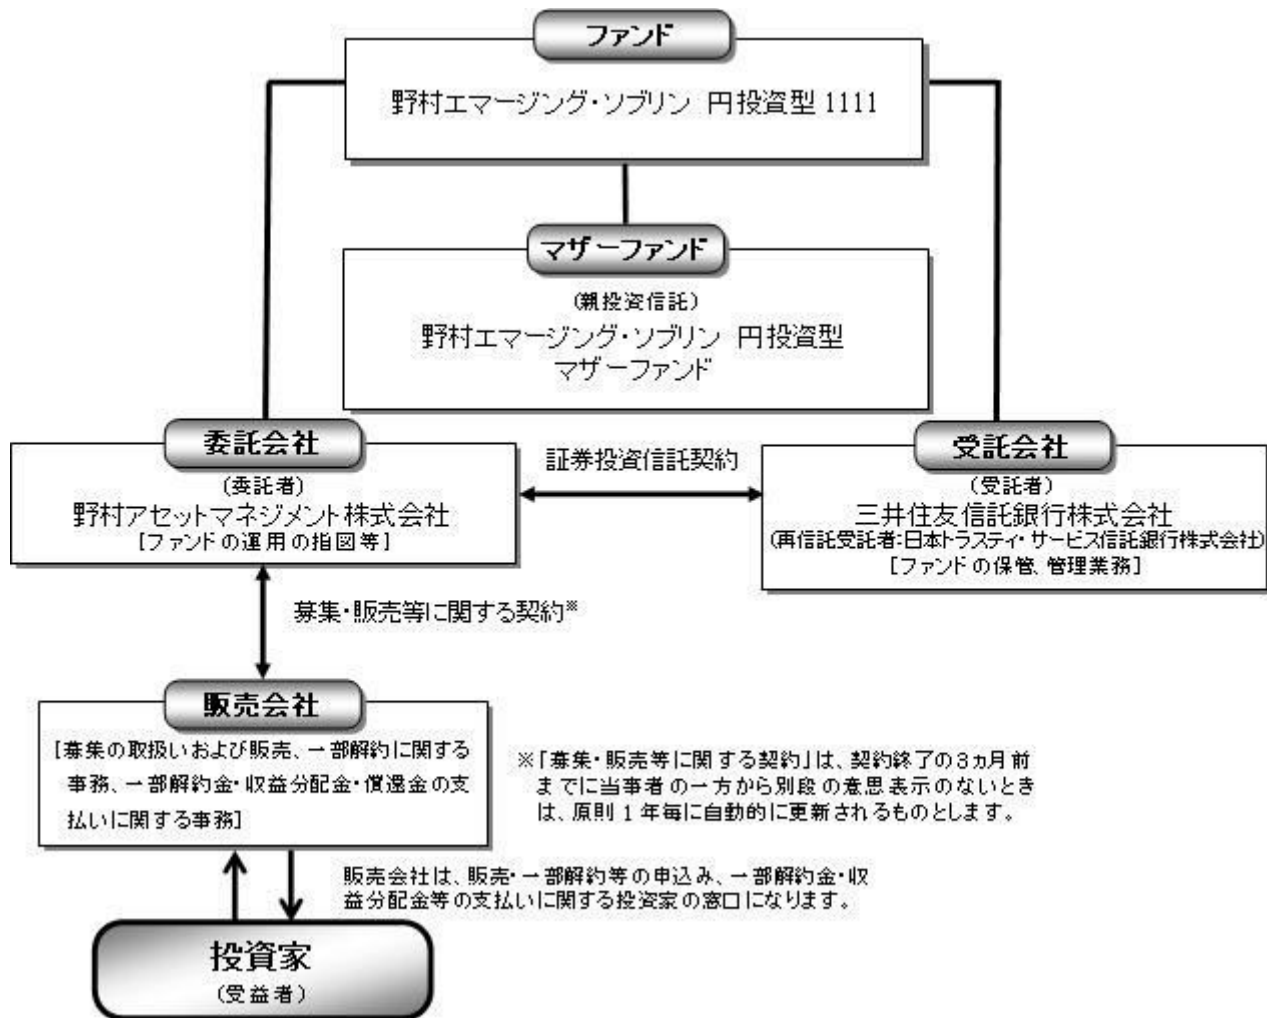 ファンド
野村エマージング・ソブリン 円投資型 1111
マザーファンド
(親投資信託)
野村エマージング・ソブリン 円投資型
マザーファンド
委託会社
(委託者)
野村アセットマネジメント株式会社
[ファンドの運用の指図等]
証券投資信託契約
受託会社
(受託者)
三井住友信託銀行株式会社
(再信託受託者:日本トラスティ・サービス信託銀行株式会社)
[ファンドの保管、管理業務]
募集・販売等に関する契約※
販売会社
[募集の取扱いおよび販売、一部解約に関する
事務、一部解約金・収益分配金・償還金の支
払いに関する事務]
※「募集・販売等に関する契約」は、契約終了の3ヵ月前
までに当事者の一方から別段の意思表示のないとき
は、原則 1 年毎に自動的に更新されるものとします。
販売会社は、販売・一部解約等の申込み、一部解約金・収
益分配金等の支払いに関する投資家の窓口になります。
投資家
(受益者)